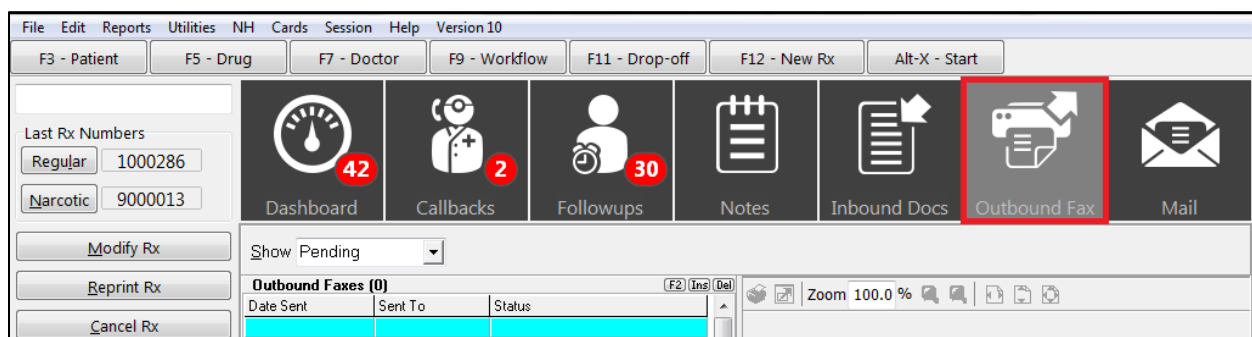 File Edit Reports Utilities NH Cards Session Help Version 10
F3 - Patient F5 - Drug F7 - Doctor F9 - Workflow F11 - Drop-off F12 - New Rx Alt-X - Start
Last Rx Numbers
Regular 1000286
Narcotic 9000013
Modify Rx
Reprint Rx
Cancel Rx
42 2 30
Dashboard Callbacks Followups Notes Inbound Docs Outbound Fax Mail
Show Pending
Outbound Faxes (0) F2 Ins Del
Date Sent Sent To Status
Zoom 100.0 %